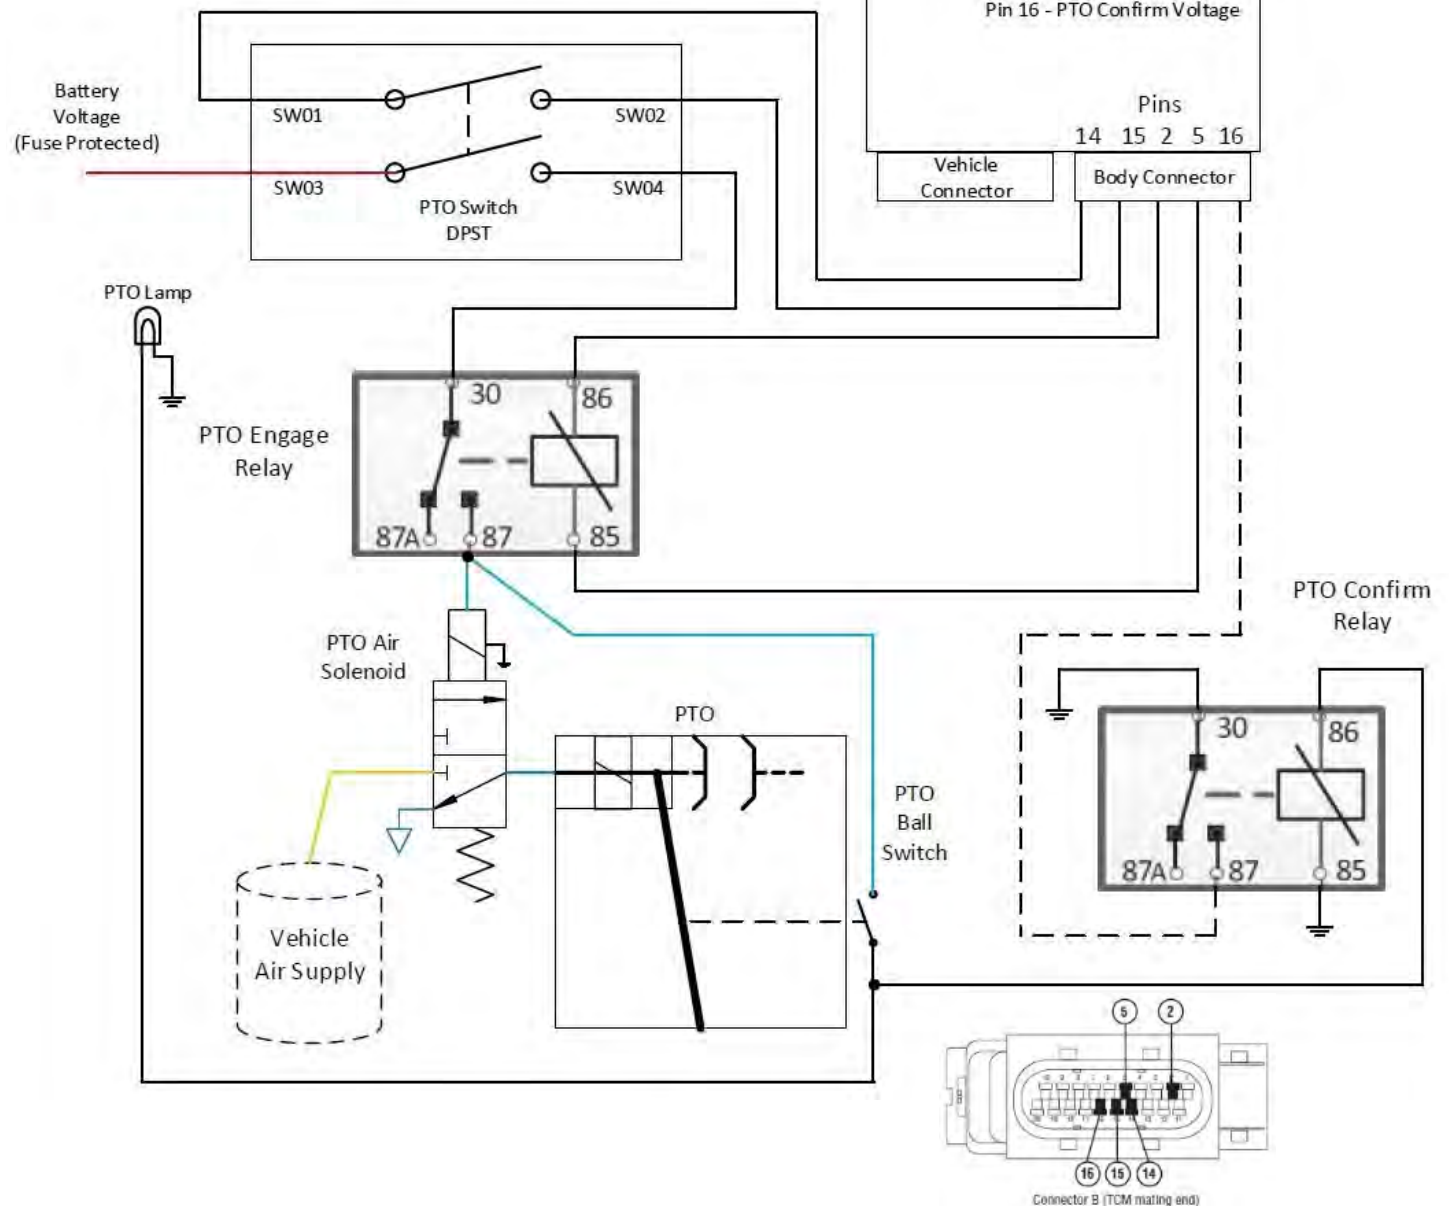 Pin 16 - PTO Confirm Voltage
Battery
Voltage
(Fuse Protected)
SW01
SW02
SW03
SW04
PTO Switch
DPST
Pins
14 15 2 5 16
Vehicle
Connector
Body Connector
PTO Lamp
PTO Engage
Relay
30
86
87A
87
85
PTO Confirm
Relay
PTO Air
Solenoid
30
86
87A
87
85
PTO
PTO
Ball
Switch
Vehicle
Air Supply
5
2
16
15
14
Connector B (TCM mating end)